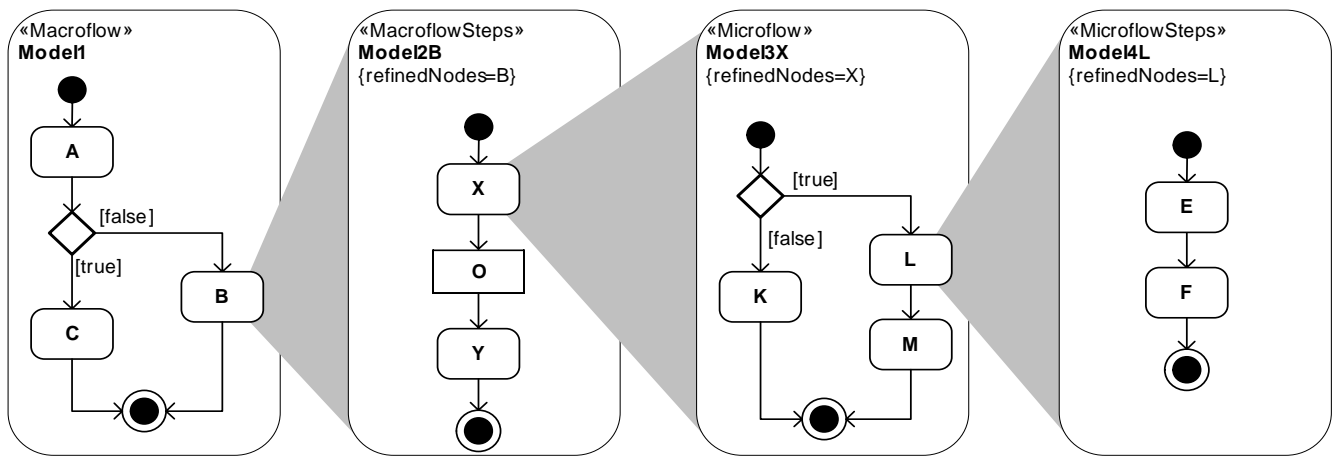 «Macroflow»
Model1
A
[false]
[true]
B
C
«MacroflowSteps»
Model2B
{refinedNodes=B}
X
O
Y
«Microflow»
Model3X
{refinedNodes=X}
[true]
[false]
L
K
M
«MicroflowSteps»
Model4L
{refinedNodes=L}
E
F